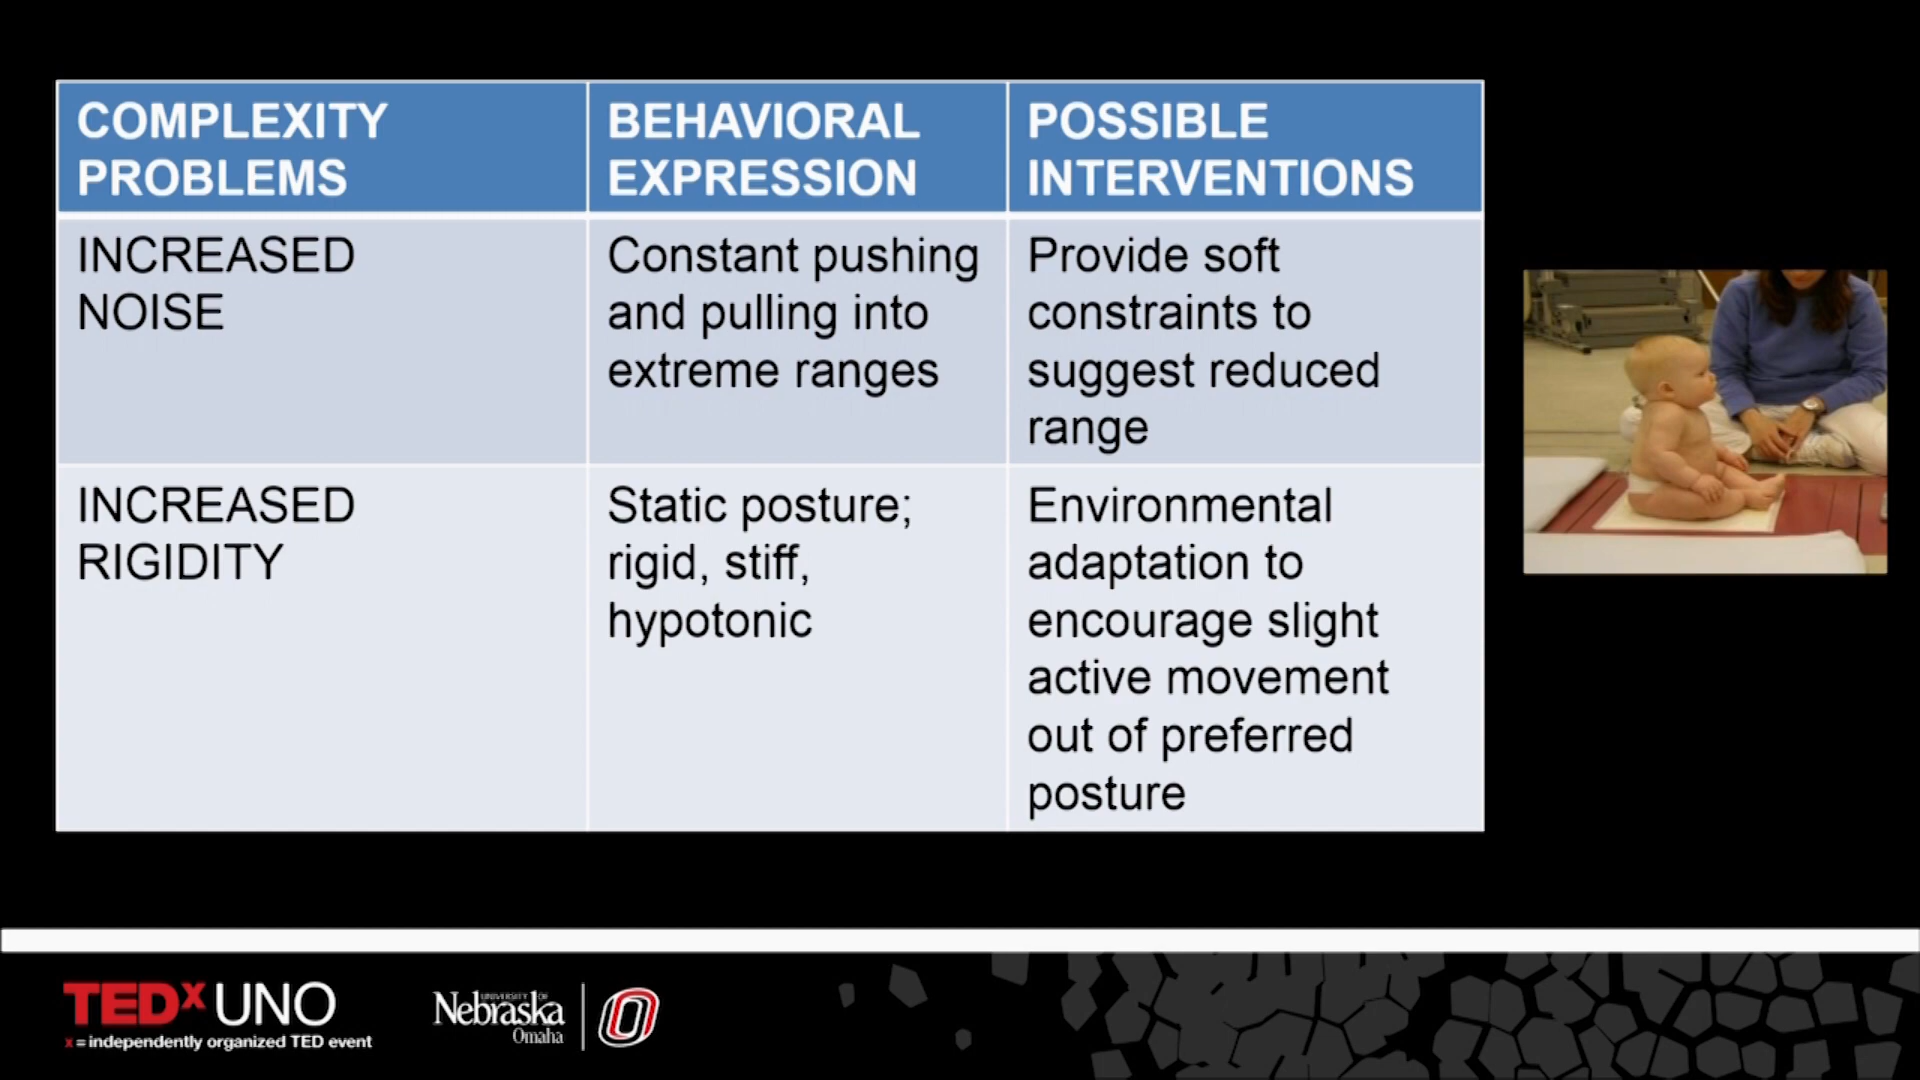 COMPLEXITY
PROBLEMS
BEHAVIORAL
EXPRESSION
POSSIBLE
INTERVENTIONS
INCREASED
NOISE
Constant pushing
and pulling into
extreme ranges
Provide soft
constraints to
suggest reduced
range
INCREASED
RIGIDITY
Static posture;
rigid, stiff,
hypotonic
Environmental
adaptation to
encourage slight
active movement
out of preferred
posture
TEDx UNO
x = independently organized TED event
UNIVERSITY OF
Nebraska
Omaha
O